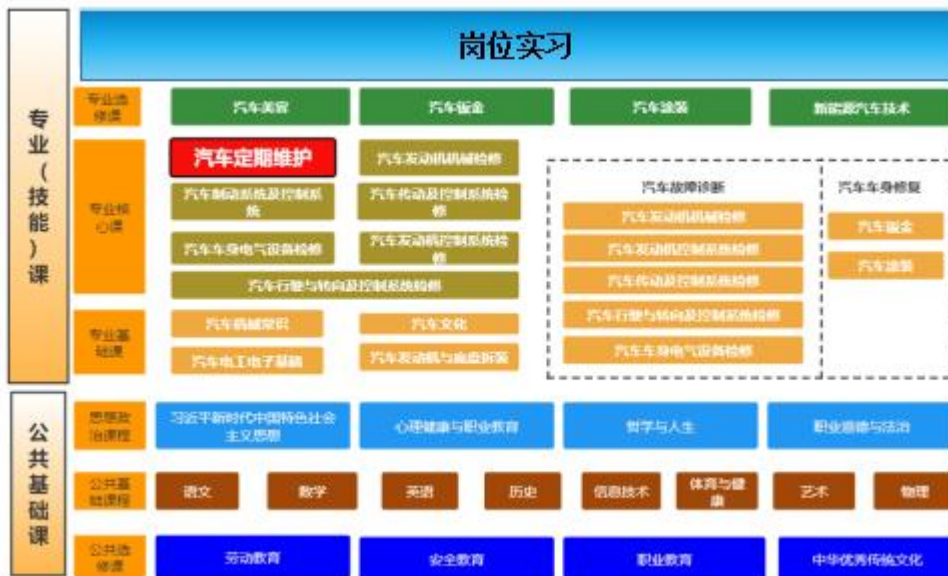 岗位实习
专业（技能）课
专业选
修课
汽车美容
汽车钣金
汽车涂装
新能源汽车技术
专业核
心课
汽车定期维护
汽车发动机机械检修
汽车制动系统及控制系
统
汽车传动及控制系统检
修
汽车车身电气设备检修
汽车发动机控制系统检
修
汽车行驶与转向及控制系统检修
汽车故障诊断
汽车发动机机械检修
汽车发动机控制系统检修
汽车传动及控制系统检修
汽车行驶与转向及控制系统检修
汽车车身电气设备检修
汽车车身修复
汽车钣金
汽车涂装
专业基
础课
汽车机械常识
汽车文化
汽车电工电子基础
汽车发动机与底盘拆装
公共基础课
思想政
治课程
习近平新时代中国特色社会
主义思想
心理健康与职业教育
哲学与人生
职业道德与法治
公共基
础课程
语文
数学
英语
历史
信息技术
体育与健
康
艺术
物理
公共选
修课
劳动教育
安全教育
职业教育
中华优秀传统文化